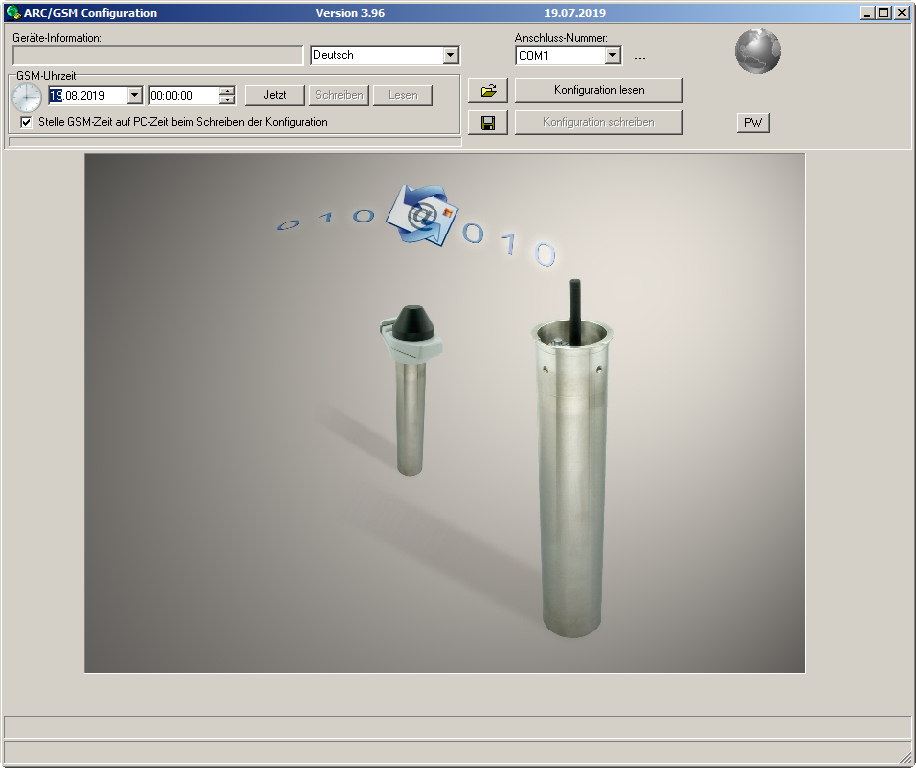 ARC/GSM Configuration Version 3.96 19.07.2019
Geräte-Information: Anschluss-Nummer:
Deutsch COM1 ...
GSM-Uhrzeit
19.08.2019 00:00:00 Jetzt Schreiben Lesen Konfiguration lesen
Stelle GSM-Zeit auf PC-Zeit beim Schreiben der Konfiguration Konfiguration schreiben PW
0 1 0 @ 0 1 0